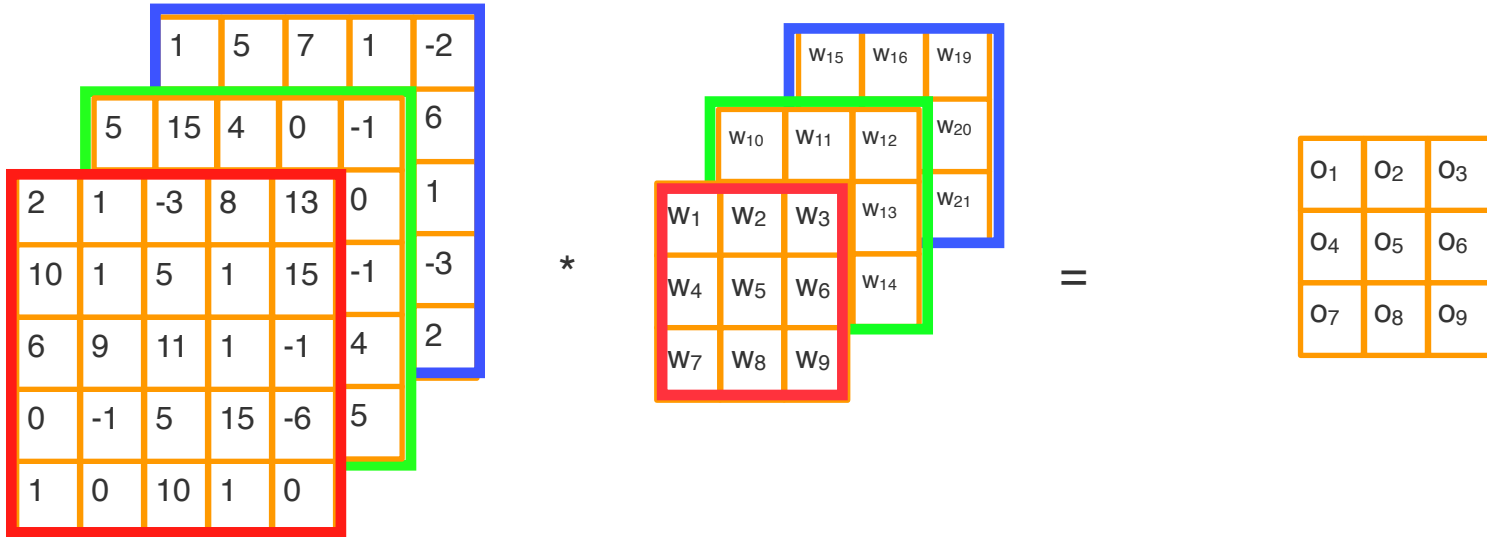 1 5 7 1 -2
6
1
-3
2
5 15 4 0 -1
0
-1
4
5
2 1 -3 8 13
10 1 5 1 15
6 9 11 1 -1
0 -1 5 15 -6
1 0 10 1 0
*
w15 w16 w19
w20
w21
w10 w11 w12
w13
w14
w1 w2 w3
w4 w5 w6
w7 w8 w9
=
o1 o2 o3
o4 o5 o6
o7 o8 o9